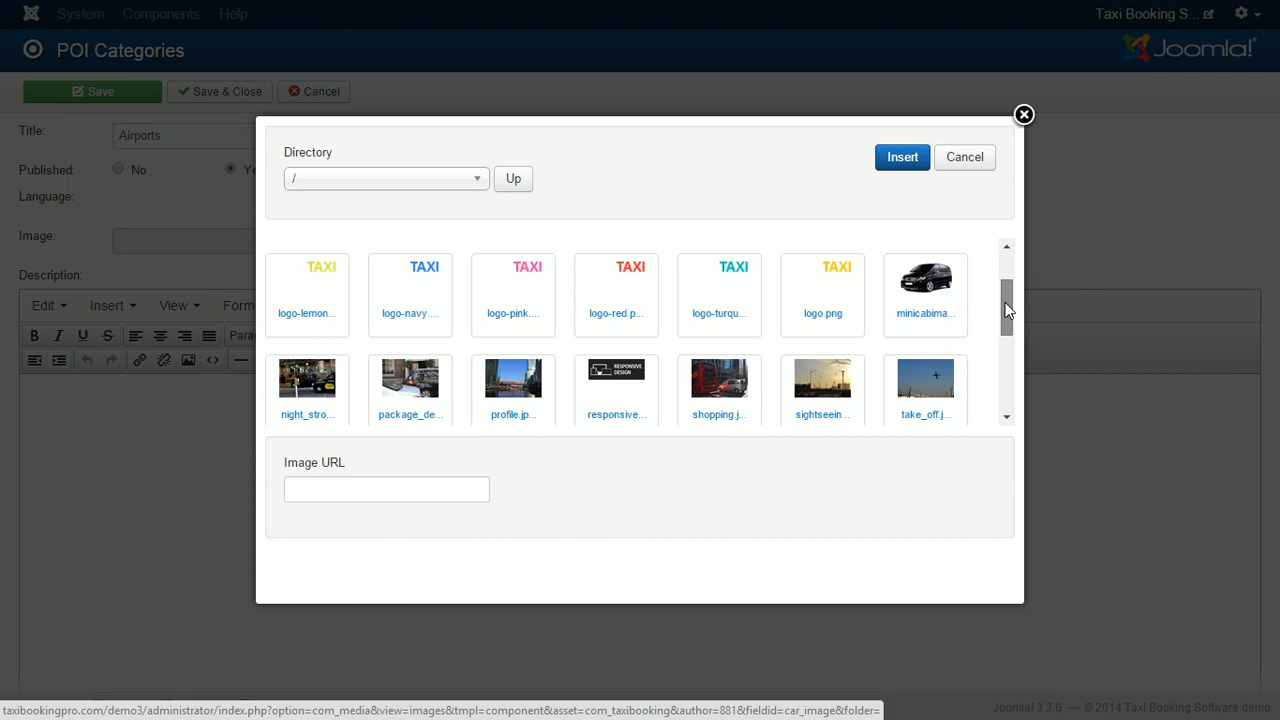 System Components Help
Taxi Booking S...
POI Categories
Joomla!
Save
Save & Close
Cancel
Title:
Airports
Published:
No
Language:
Image:
Description:
Edit
Insert
View
B I U S
Directory
/
Up
Insert
Cancel
TAXI TAXI TAXI TAXI TAXI TAXI
logo-lemon... logo-navy.... logo-pink.... logo-red.p... logo-turqu... logo.png minicabima...
RESPONSIVE
DESIGN
night_stro... package_de... profile.jp... responsive... shopping.j... sightseein... take_off.j...
Image URL
taxibookingpro.com/demo3/administrator/index.php?option=com_media&view=images&tmpl=component&asset=com_taxibooking&author=881&fieldid=car_image&folder=
Joomla! 3.3.6 — © 2014 Taxi Booking Software demo